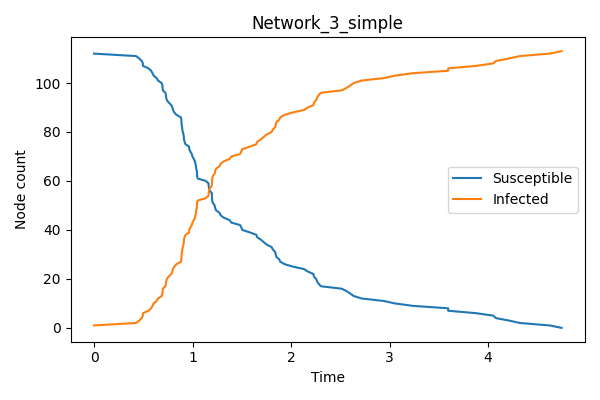 Network_3_simple
Node count
100
80
60
40
20
0
Susceptible
Infected
0 1 2 3 4
Time